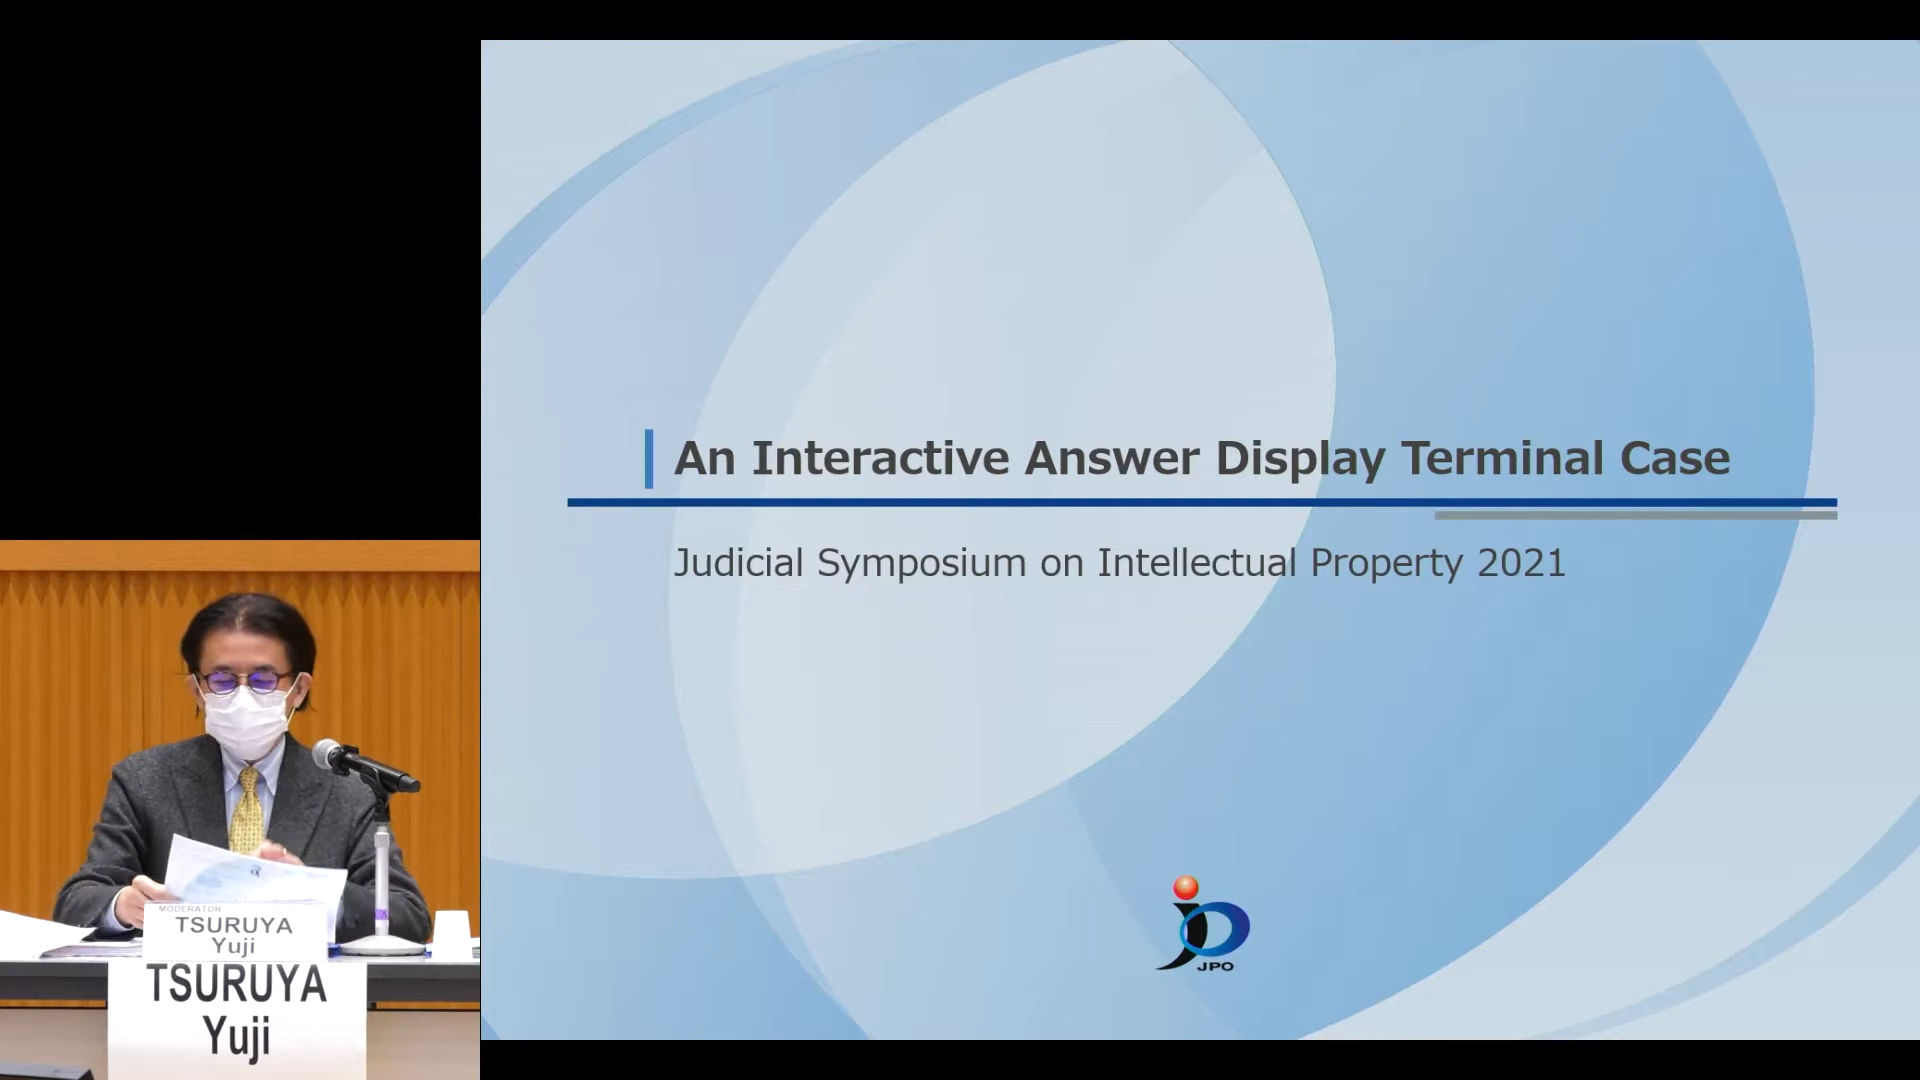 An Interactive Answer Display Terminal Case
Judicial Symposium on Intellectual Property 2021
JPO
MODERATOR
TSURUYA
Yuji
TSURUYA
Yuji